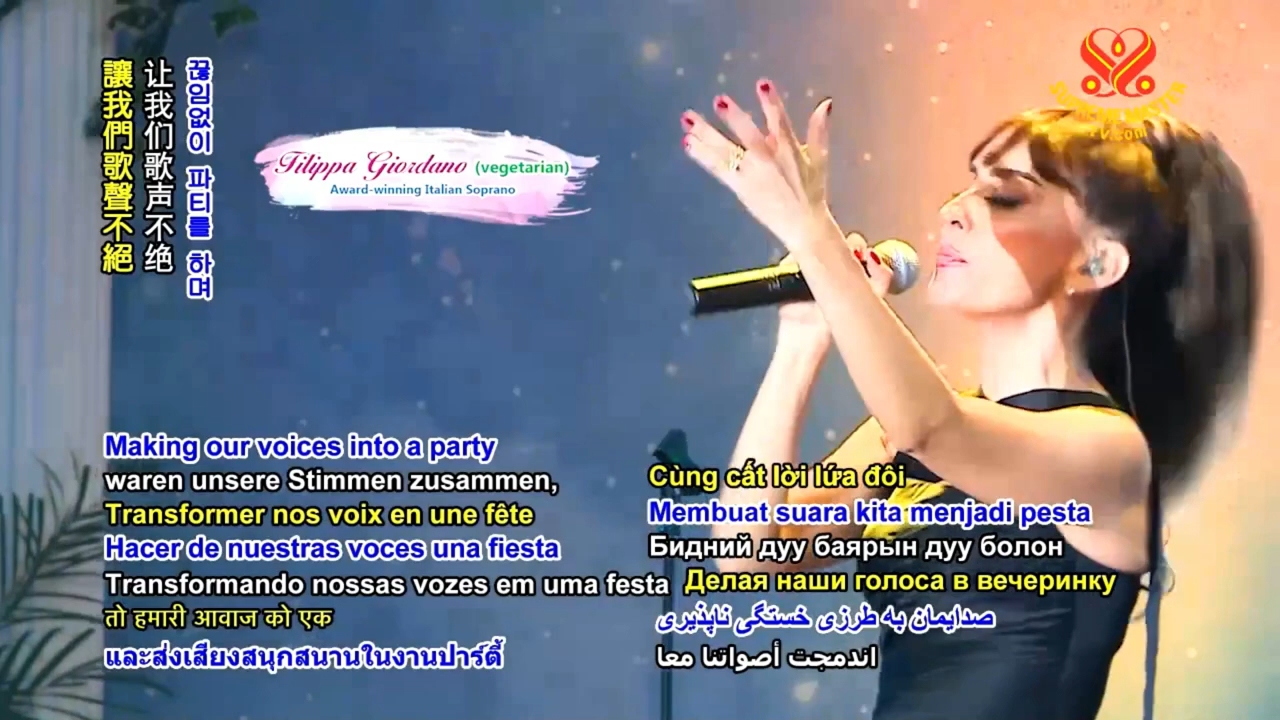 讓我們歌聲不絕
让我们歌声不绝
끊임없이 파티를 하며
Filippa Giordano (vegetarian)
Award-winning Italian Soprano
SUPREME MASTER
TV.com
Making our voices into a party
waren unsere Stimmen zusammen,
Transformer nos voix en une fête
Hacer de nuestras voces una fiesta
Transformando nossas vozes em uma festa
तो हमारी आवाज को एक
และส่งเสียงสนุกสนานในงานปาร์ตี้
Cùng cất lời lứa đôi
Membuat suara kita menjadi pesta
Бидний дуу баярын дуу болон
Делая наши голоса в вечеринку
صدایمان به طرزی خستگی ناپذیری
اندمجت أصواتنا معا